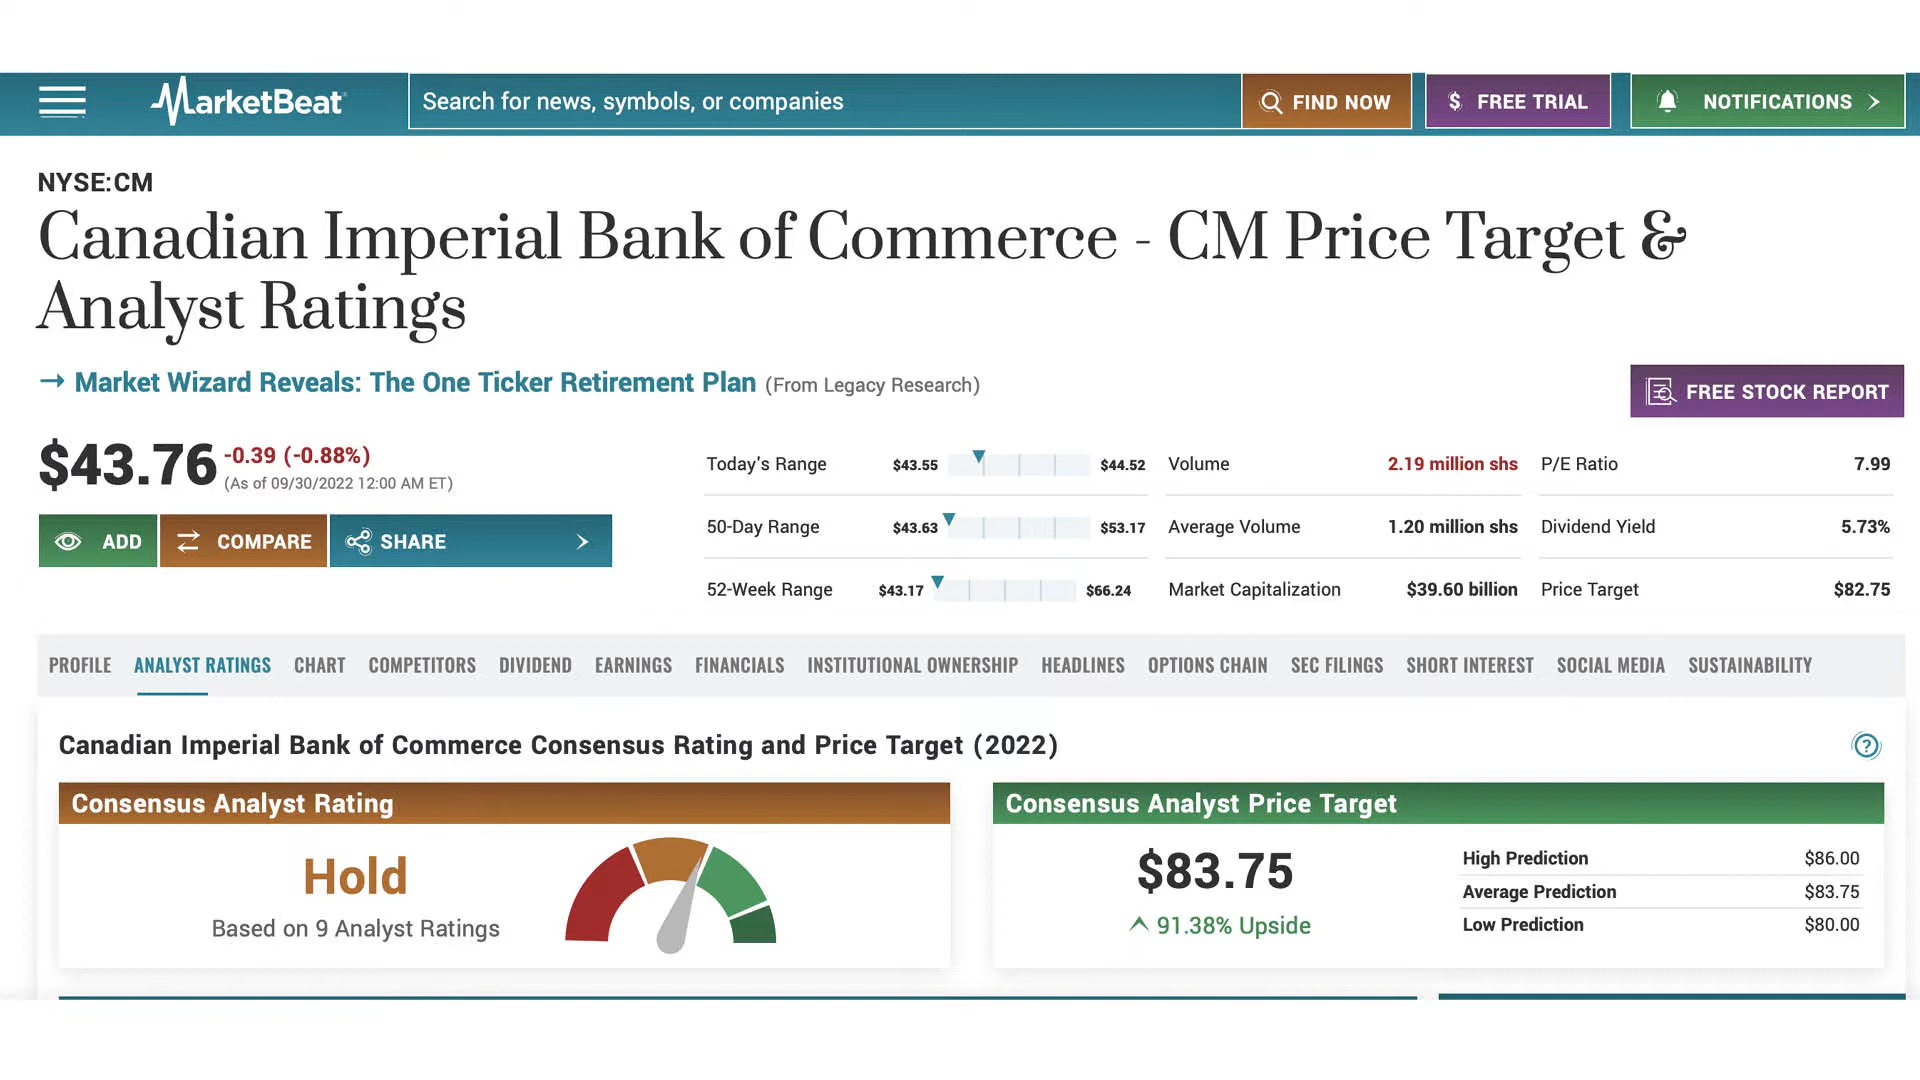 MarketBeat
Search for news, symbols, or companies
FIND NOW
$ FREE TRIAL
NOTIFICATIONS
NYSE:CM
Canadian Imperial Bank of Commerce - CM Price Target &
Analyst Ratings
→ Market Wizard Reveals: The One Ticker Retirement Plan (From Legacy Research)
FREE STOCK REPORT
$43.76 -0.39 (-0.88%)
(As of 09/30/2022 12:00 AM ET)
ADD
COMPARE
SHARE
Today's Range $43.55 $44.52
50-Day Range $43.63 $53.17
52-Week Range $43.17 $66.24
Volume 2.19 million shs
Average Volume 1.20 million shs
Market Capitalization $39.60 billion
P/E Ratio 7.99
Dividend Yield 5.73%
Price Target $82.75
PROFILE ANALYST RATINGS CHART COMPETITORS DIVIDEND EARNINGS FINANCIALS INSTITUTIONAL OWNERSHIP HEADLINES OPTIONS CHAIN SEC FILINGS SHORT INTEREST SOCIAL MEDIA SUSTAINABILITY
Canadian Imperial Bank of Commerce Consensus Rating and Price Target (2022)
?
Consensus Analyst Rating
Hold
Based on 9 Analyst Ratings
Consensus Analyst Price Target
$83.75
91.38% Upside
High Prediction $86.00
Average Prediction $83.75
Low Prediction $80.00